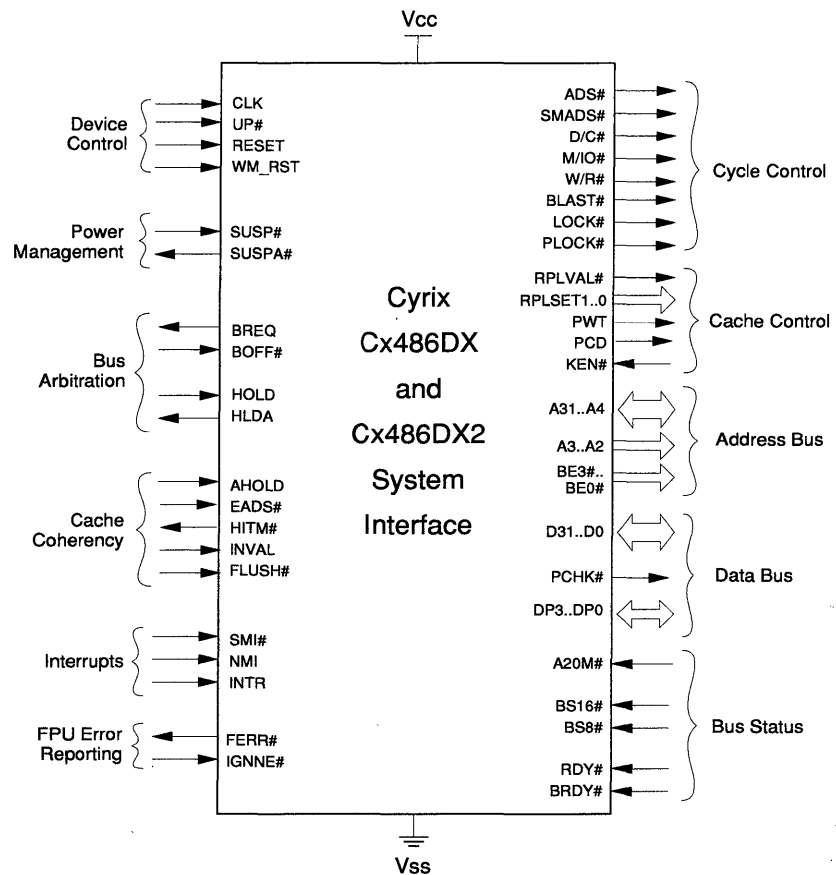 Vcc
Device
Control
CLK
UP#
RESET
WM_RST
Power
Management
SUSP#
SUSPA#
Bus
Arbitration
BREQ
BOFF#
HOLD
HLDA
Cache
Coherency
AHOLD
EADS#
HITM#
INVAL
FLUSH#
Interrupts
SMI#
NMI
INTR
FPU Error
Reporting
FERR#
IGNNE#
Cyrix
Cx486DX
and
Cx486DX2
System
Interface
ADS#
SMADS#
D/C#
M/IO#
W/R#
BLAST#
LOCK#
PLOCK#
Cycle Control
RPLVAL#
RPLSET1..0
PWT
PCD
KEN#
Cache Control
A31..A4
A3..A2
BE3#..
BE0#
Address Bus
D31..D0
PCHK#
DP3..DP0
Data Bus
A20M#
BS16#
BS8#
RDY#
BRDY#
Bus Status
Vss